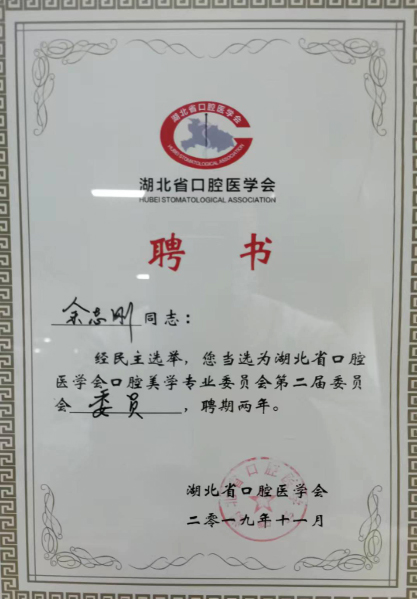 湖北省口腔医学会
HUBEI STOMATOLOGICAL ASSOCIATION
湖北省口腔医学会
HUBEI STOMATOLOGICAL ASSOCIATION
聘 书
余志刚同志：
经民主选举，您当选为湖北省口腔
医学会口腔美学专业委员会第二届委员
会委员，聘期两年。
湖北省口腔医学会
二零一九年十一月